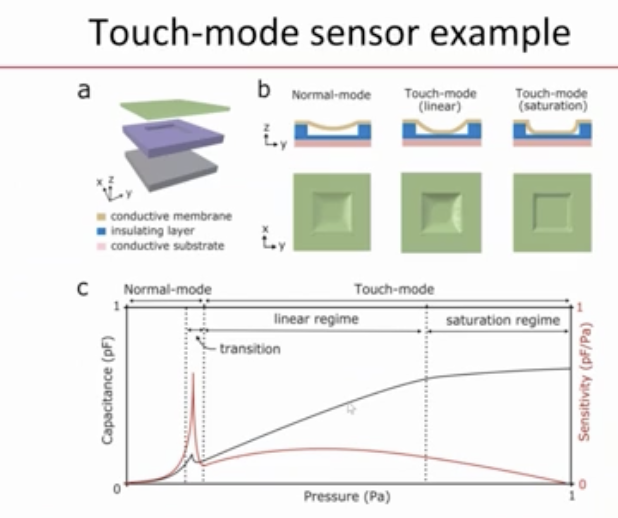 Touch-mode sensor example
a
x z y
conductive membrane
insulating layer
conductive substrate
b
Normal-mode
Touch-mode
(linear)
Touch-mode
(saturation)
z
y
x
y
c
Normal-mode
Touch-mode
1
1
linear regime
saturation regime
transition
Capacitance (pF)
Sensitivity (pF/Pa)
0
0
Pressure (Pa)
1